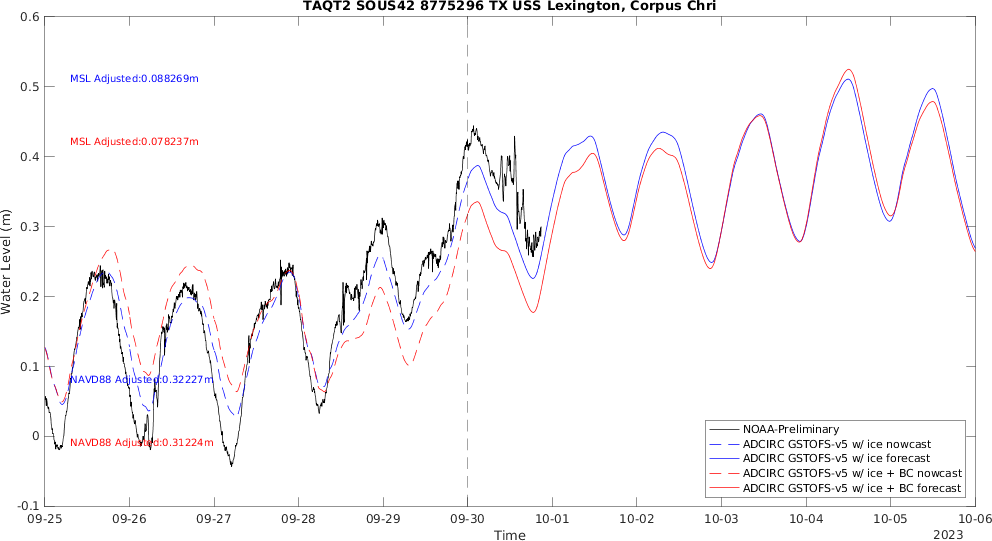 TAQT2 SOUS42 8775296 TX USS Lexington, Corpus Chri
0.6
0.5
0.4
0.3
0.2
0.1
0
-0.1
Water Level (m)
MSL Adjusted:0.088269m
MSL Adjusted:0.078237m
NAVD88 Adjusted:0.32227m
NAVD88 Adjusted:0.31224m
NOAA-Preliminary
ADCIRC GSTOFS-v5 w/ ice nowcast
ADCIRC GSTOFS-v5 w/ ice forecast
ADCIRC GSTOFS-v5 w/ ice + BC nowcast
ADCIRC GSTOFS-v5 w/ ice + BC forecast
09-25 09-26 09-27 09-28 09-29 09-30 10-01 10-02 10-03 10-04 10-05 10-06
Time
2023